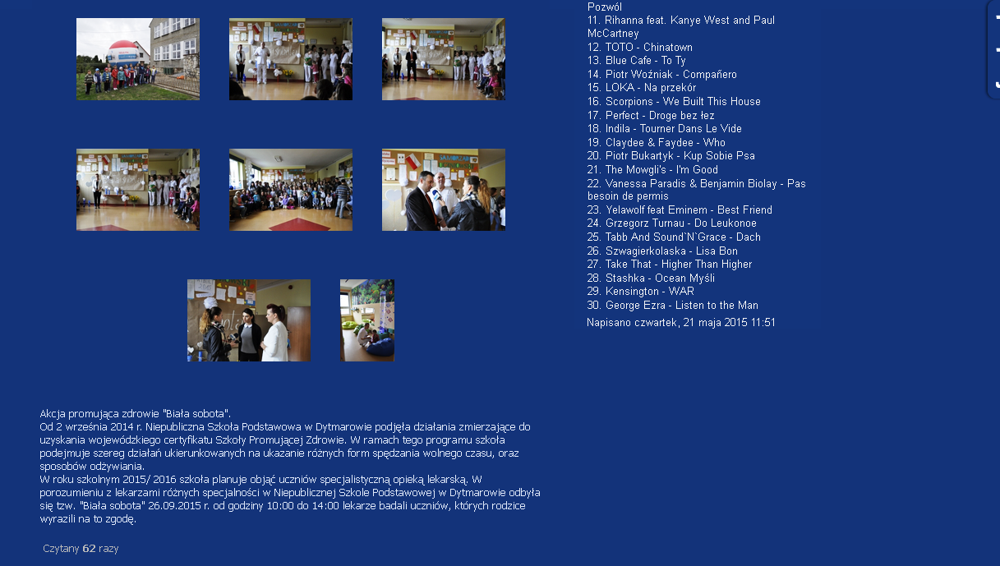 Pozwól
11. Rihanna feat. Kanye West and Paul
McCartney
12. TOTO - Chinatown
13. Blue Cafe - To Ty
14. Piotr Woźniak - Compañero
15. LOKA - Na przekór
16. Scorpions - We Built This House
17. Perfect - Droge bez łez
18. Indila - Tourner Dans Le Vide
19. Claydee & Faydee - Who
20. Piotr Bukartyk - Kup Sobie Psa
21. The Mowgli's - I'm Good
22. Vanessa Paradis & Benjamin Biolay - Pas
besoin de permis
23. Yelawolf feat Eminem - Best Friend
24. Grzegorz Turnau - Do Leukonoe
25. Tabb And Sound`N`Grace - Dach
26. Szwagierkolaska - Lisa Bon
27. Take That - Higher Than Higher
28. Stashka - Ocean Myśli
29. Kensington - WAR
30. George Ezra - Listen to the Man
Napisano czwartek, 21 maja 2015 11:51
Akcja promująca zdrowie "Biała sobota".
Od 2 września 2014 r. Niepubliczna Szkoła Podstawowa w Dytmarowie podjęła działania zmierzające do
uzyskania wojewódzkiego certyfikatu Szkoły Promującej Zdrowie. W ramach tego programu szkoła
podejmuje szereg działań ukierunkowanych na ukazanie różnych form spędzania wolnego czasu, oraz
sposobów odżywiania.
W roku szkolnym 2015/ 2016 szkoła planuje objąć uczniów specjalistyczną opieką lekarską. W
porozumieniu z lekarzami różnych specjalności w Niepublicznej Szkole Podstawowej w Dytmarowie odbyła
się tzw. "Biała sobota" 26.09.2015 r. od godziny 10:00 do 14:00 lekarze badali uczniów, których rodzice
wyrazili na to zgodę.
Czytany 62 razy